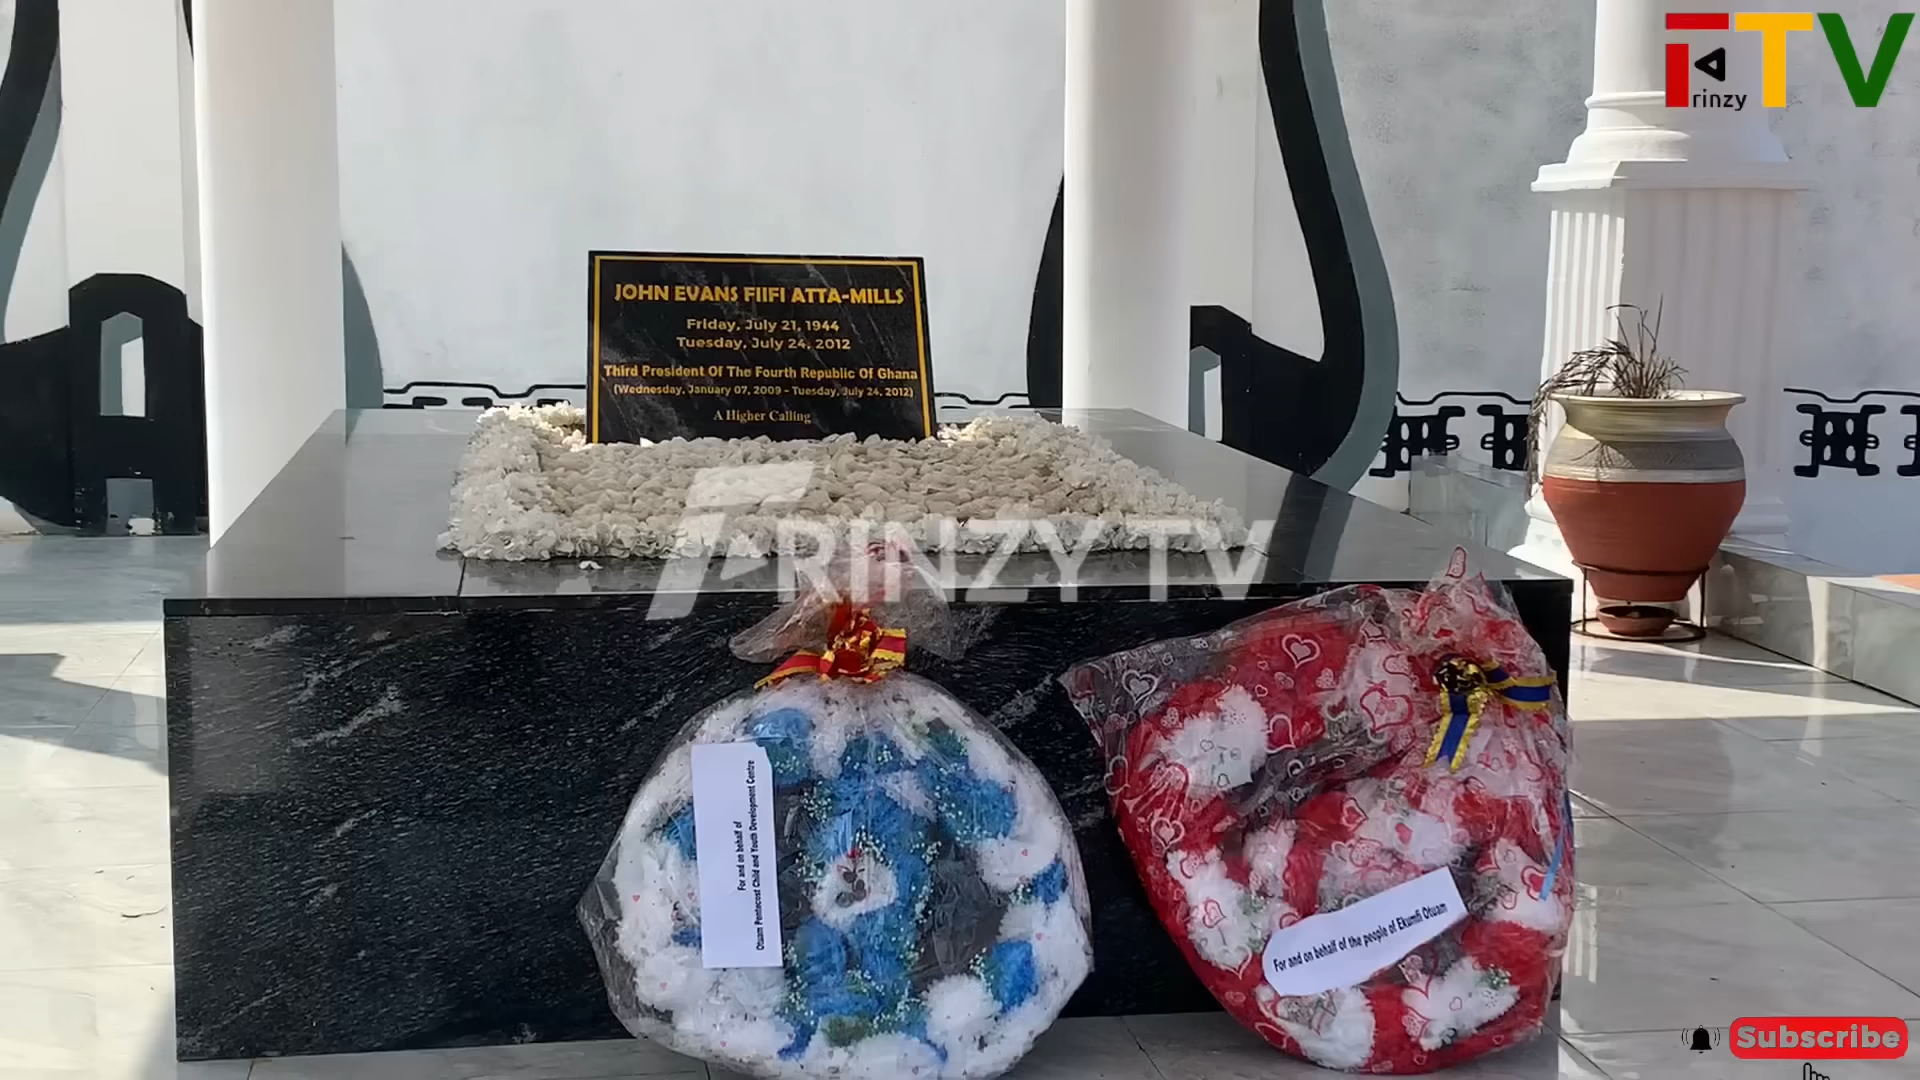 FTV
rinzy
JOHN EVANS FIIFI ATTA-MILLS
Friday, July 21, 1944
Tuesday, July 24, 2012
Third President Of The Fourth Republic Of Ghana
(Wednesday, January 07, 2009 - Tuesday, July 24, 2012)
A Higher Calling
FRINZY TV
For and on behalf of
Otuam Pentecost Child and Youth Development Centre
For and on behalf of the people of Ekumfi Otuam
Subscribe